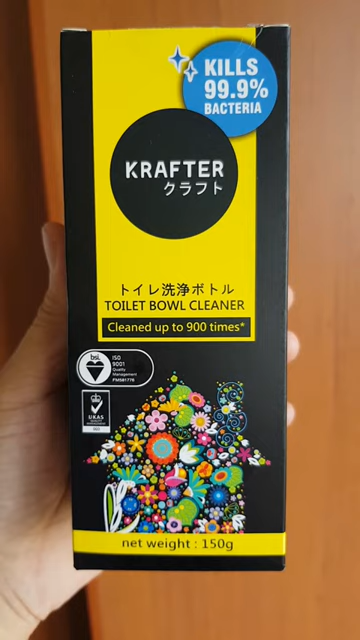 KILLS
99.9%
BACTERIA
KRAFTER
クラフト
トイレ洗浄ボトル
TOILET BOWL CLEANER
Cleaned up to 900 times*
bsi.
ISO
9001
Quality
Management
FM581776
UKAS
net weight : 150g